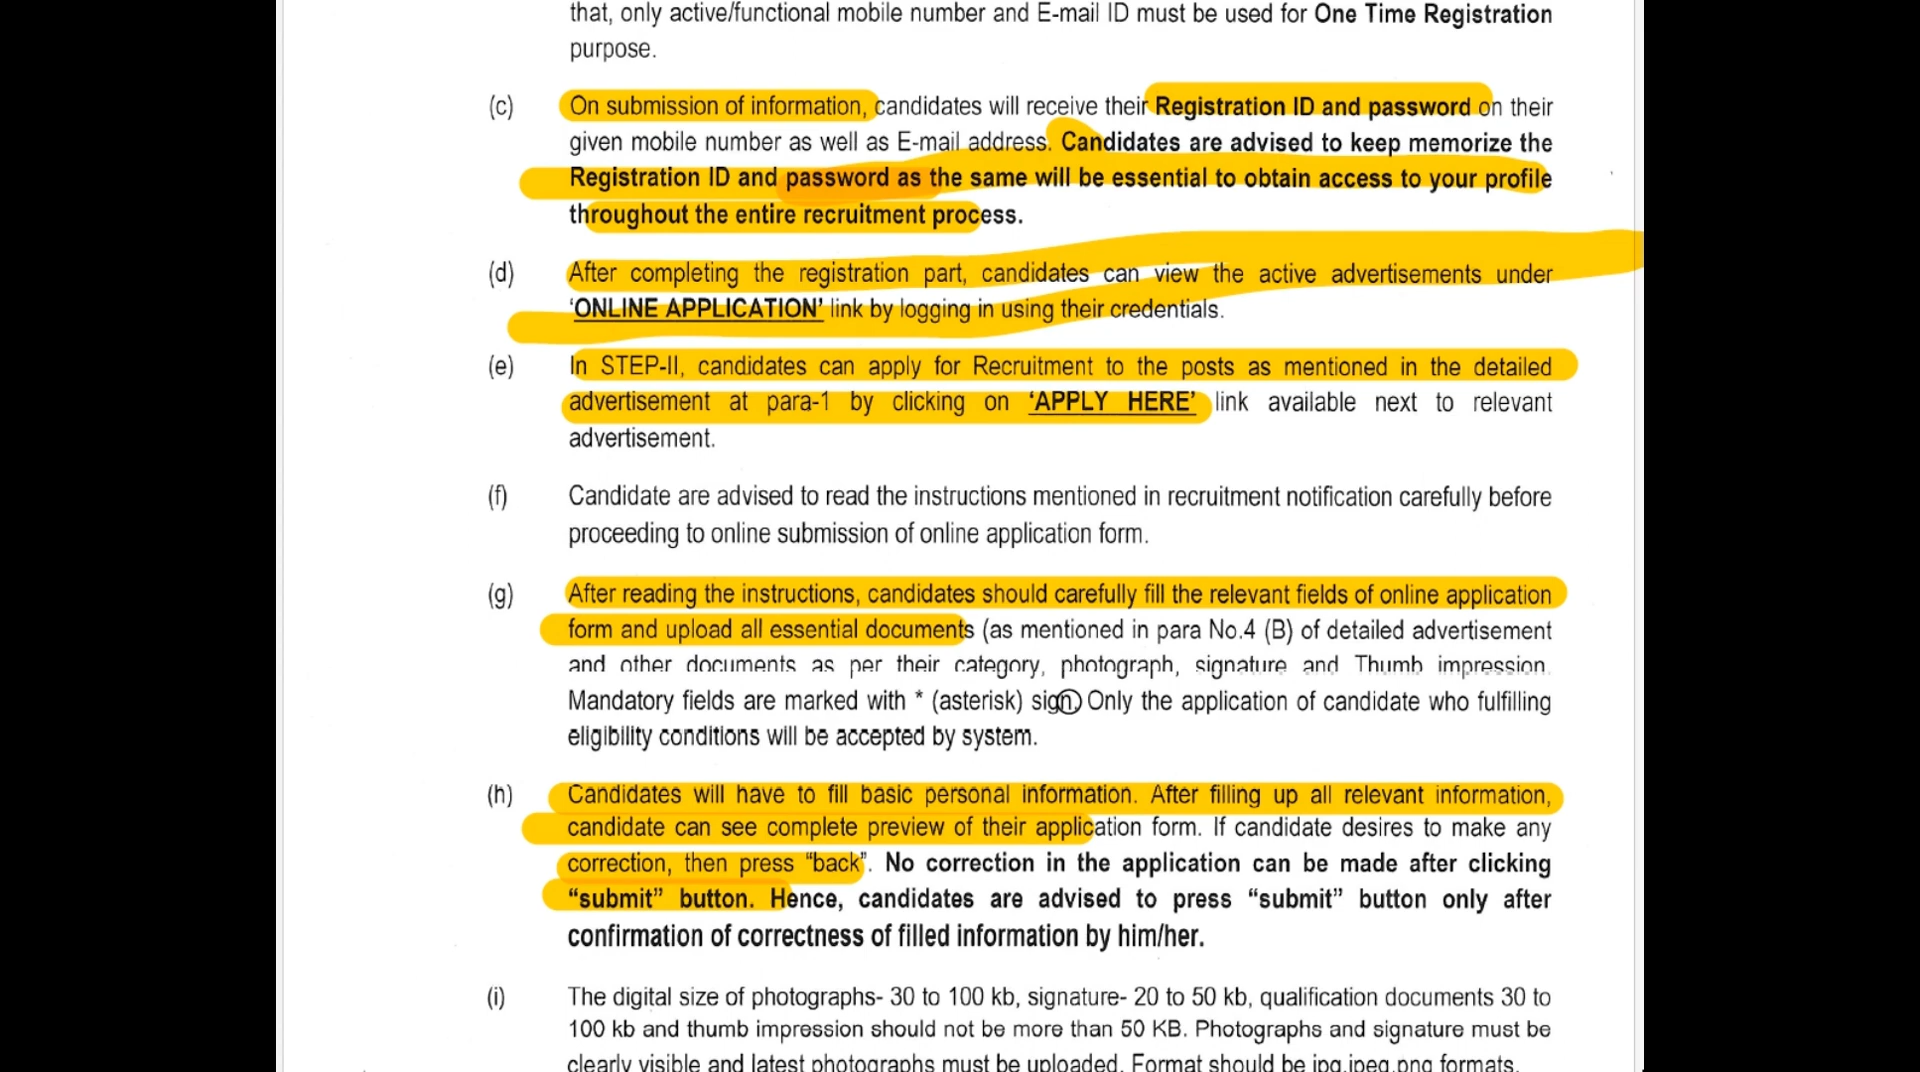 that, only active/functional mobile number and E-mail ID must be used for One Time Registration
purpose.
(c) On submission of information, candidates will receive their Registration ID and password on their
given mobile number as well as E-mail address. Candidates are advised to keep memorize the
Registration ID and password as the same will be essential to obtain access to your profile
throughout the entire recruitment process.
(d) After completing the registration part, candidates can view the active advertisements under
‘ONLINE APPLICATION’ link by logging in using their credentials.
(e) In STEP-II, candidates can apply for Recruitment to the posts as mentioned in the detailed
advertisement at para-1 by clicking on ‘APPLY HERE’ link available next to relevant
advertisement.
(f) Candidate are advised to read the instructions mentioned in recruitment notification carefully before
proceeding to online submission of online application form.
(g) After reading the instructions, candidates should carefully fill the relevant fields of online application
form and upload all essential documents (as mentioned in para No.4 (B) of detailed advertisement
and other documents as per their category, photograph, signature and Thumb impression.
Mandatory fields are marked with * (asterisk) sign. Only the application of candidate who fulfilling
eligibility conditions will be accepted by system.
(h) Candidates will have to fill basic personal information. After filling up all relevant information,
candidate can see complete preview of their application form. If candidate desires to make any
correction, then press “back”. No correction in the application can be made after clicking
“submit” button. Hence, candidates are advised to press “submit” button only after
confirmation of correctness of filled information by him/her.
(i) The digital size of photographs- 30 to 100 kb, signature- 20 to 50 kb, qualification documents 30 to
100 kb and thumb impression should not be more than 50 KB. Photographs and signature must be
clearly visible and latest photographs must be uploaded. Format should be jpg,jpeg,png formats.